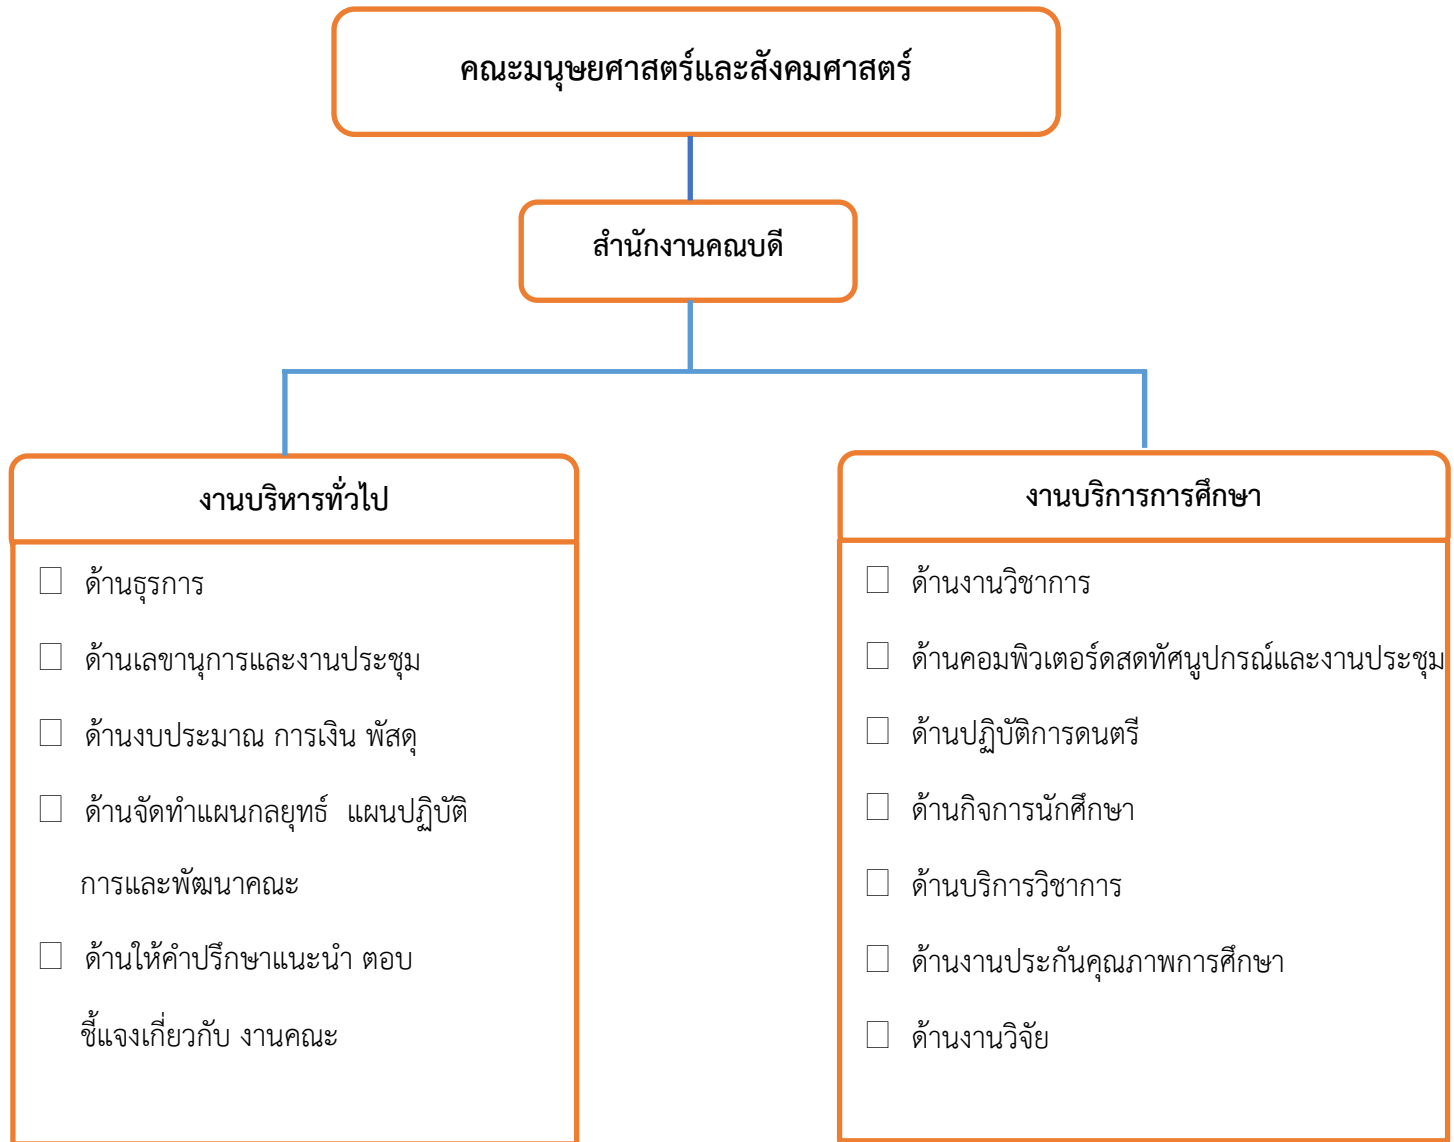 คณะมนุษยศาสตร์และสังคมศาสตร์
สำนักงานคณบดี
งานบริหารทั่วไป
ด้านธุรการ
ด้านเลขานุการและงานประชุม
ด้านงบประมาณ การเงิน พัสดุ
ด้านจัดทำแผนกลยุทธ์ แผนปฏิบัติ
การและพัฒนาคณะ
ด้านให้คำปรึกษาแนะนำ ตอบ
ชี้แจงเกี่ยวกับ งานคณะ
งานบริการการศึกษา
ด้านงานวิชาการ
ด้านคอมพิวเตอร์ดสดทัศนูปกรณ์และงานประชุม
ด้านปฏิบัติการดนตรี
ด้านกิจการนักศึกษา
ด้านบริการวิชาการ
ด้านงานประกันคุณภาพการศึกษา
ด้านงานวิจัย